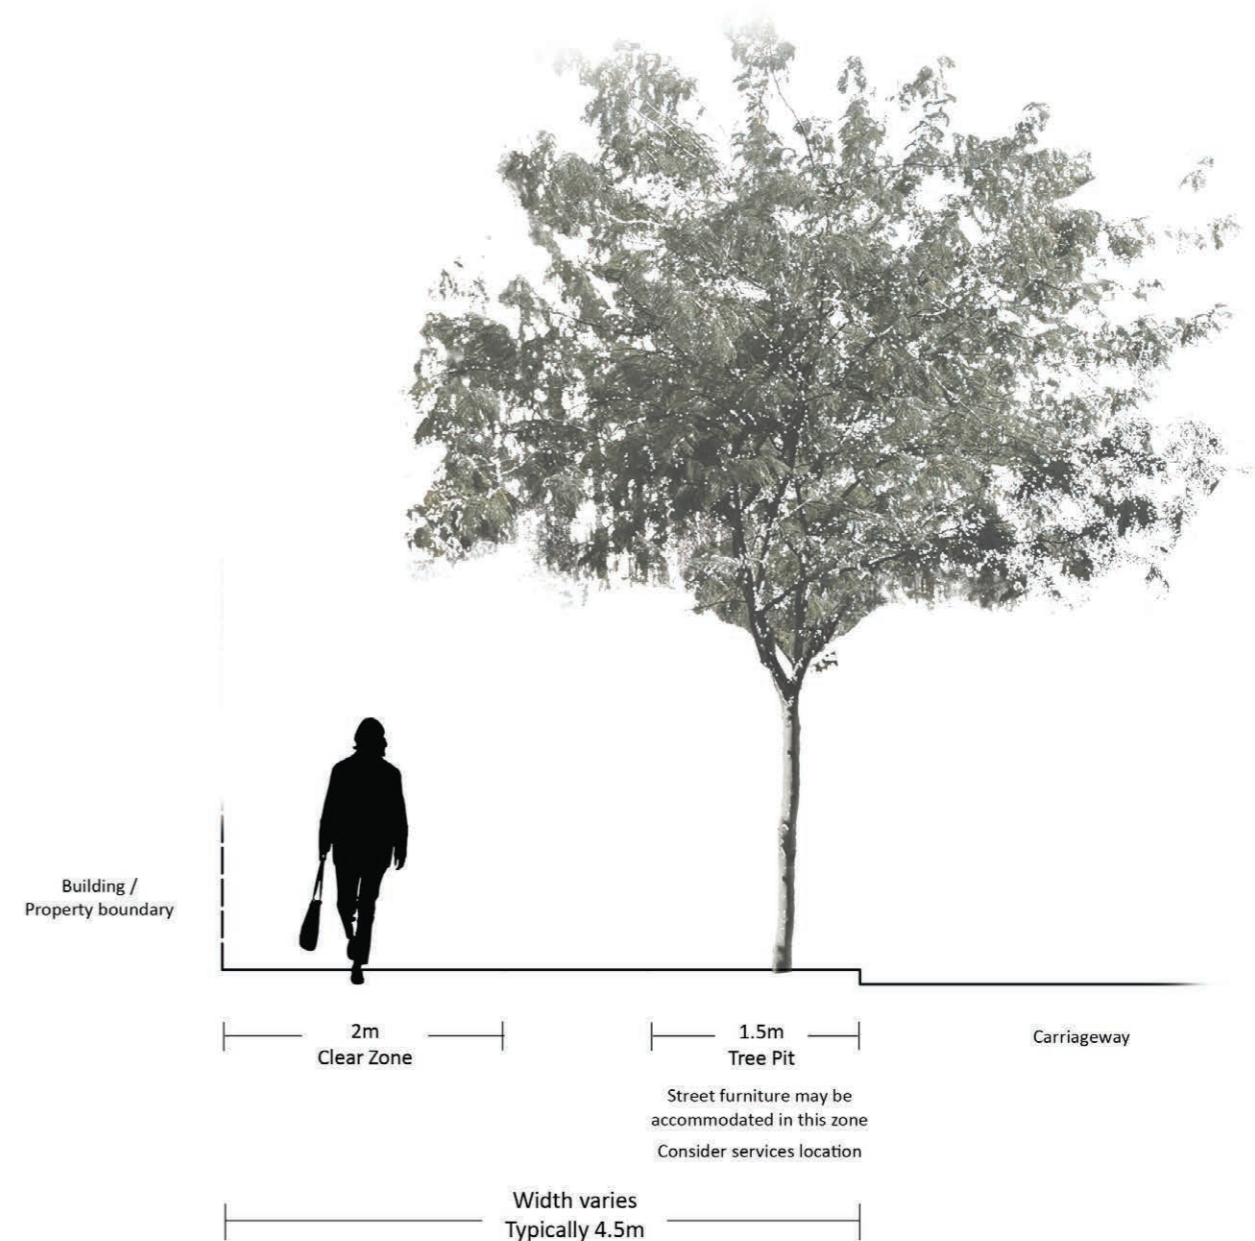 Building /
Property boundary
2m
Clear Zone
1.5m
Tree Pit
Carriageway
Street furniture may be
accommodated in this zone
Consider services location
Width varies
Typically 4.5m